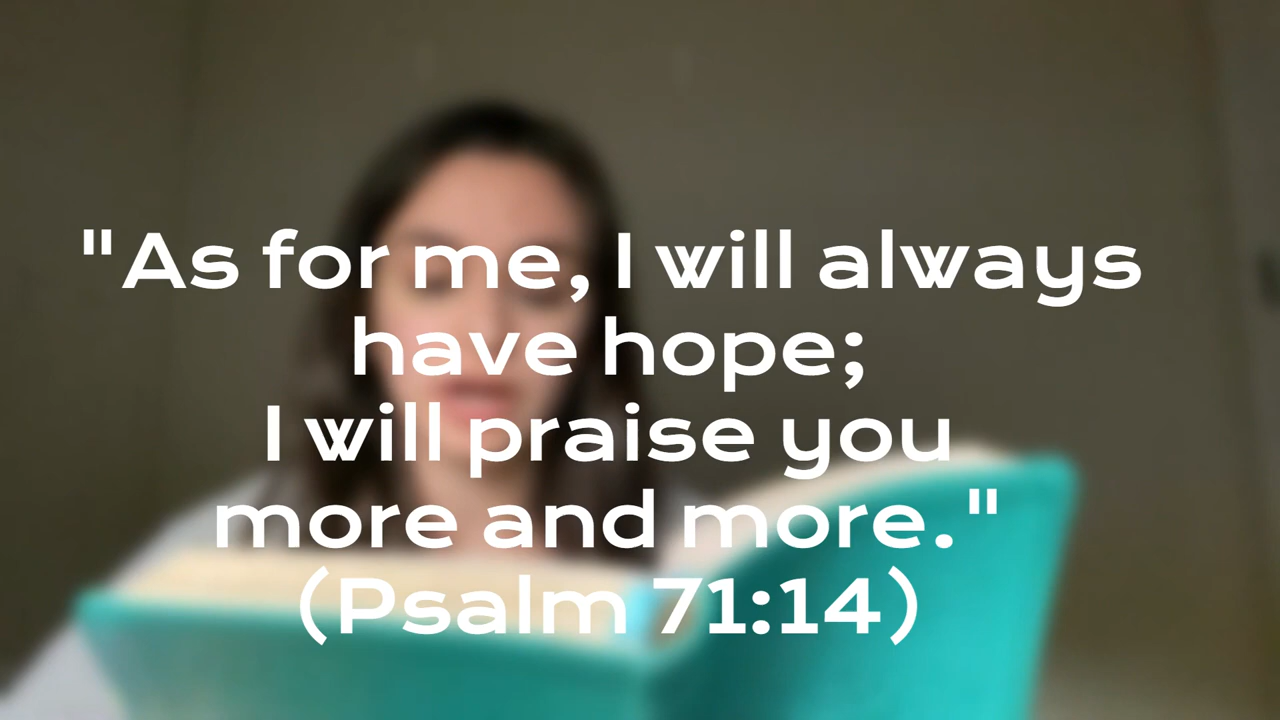 "As for me, I will always
have hope;
I will praise you
more and more."
(Psalm 71:14)